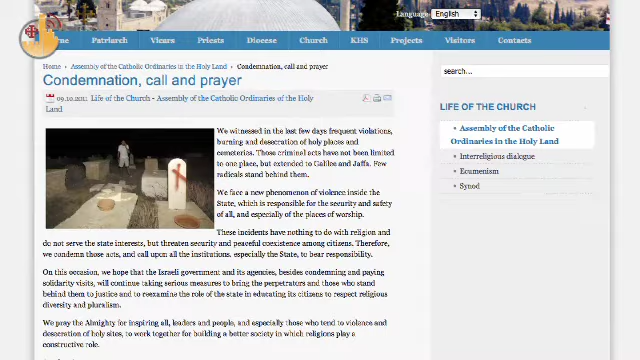 Language English
Patriarch Vicars Priests Diocese Church KHS Projects Visitors Contacts
Home » Assembly of the Catholic Ordinaries in the Holy Land » Condemnation, call and prayer
Condemnation, call and prayer
search...
09.10.2011 Life of the Church - Assembly of the Catholic Ordinaries of the Holy
Land
We witnessed in the last few days frequent violations,
burning and desecration of holy places and
cemeteries. Those criminal acts have not been limited
to one place, but extended to Galilee and Jaffa. Few
radicals stand behind them.
We face a new phenomenon of violence inside the
State, which is responsible for the security and safety
of all, and especially of the places of worship.
These incidents have nothing to do with religion and
do not serve the state interests, but threaten security and peaceful coexistence among citizens. Therefore,
we condemn those acts, and call upon all the institutions, especially the State, to bear responsibility.
On this occasion, we hope that the Israeli government and its agencies, besides condemning and paying
solidarity visits, will continue taking serious measures to bring the perpetrators and those who stand
behind them to justice and to reexamine the role of the state in educating its citizens to respect religious
diversity and pluralism.
We pray the Almighty for inspiring all, leaders and people, and especially those who tend to violence and
desecration of holy sites, to work together for building a better society in which religions play a
constructive role.
LIFE OF THE CHURCH
• Assembly of the Catholic
Ordinaries in the Holy Land
• Interreligious dialogue
• Ecumenism
• Synod